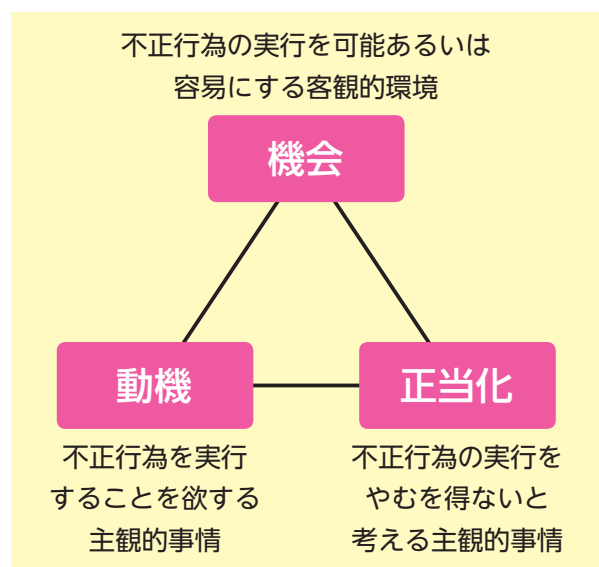 不正行為の実行を可能あるいは
容易にする客観的環境
機会
動機
不正行為を実行
することを欲する
主観的事情
正当化
不正行為の実行を
やむを得ないと
考える主観的事情